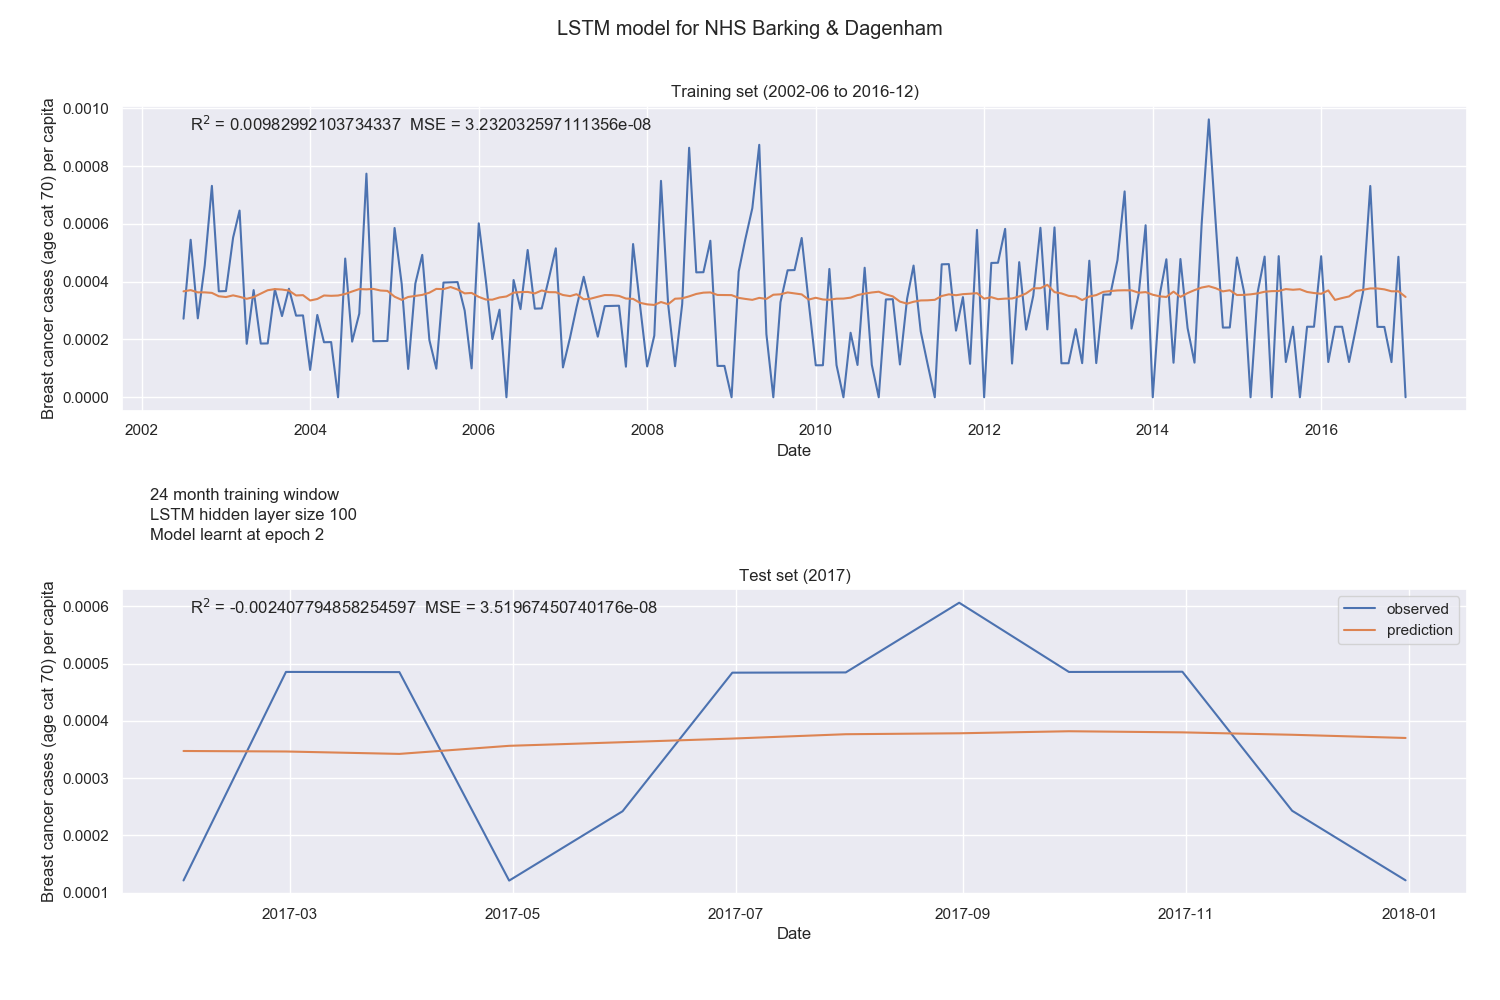 LSTM model for NHS Barking & Dagenham
Training set (2002-06 to 2016-12)
R² = 0.00982992103734337  MSE = 3.232032597111356e-08
Breast cancer cases (age cat 70) per capita
0.0010
0.0008
0.0006
0.0004
0.0002
0.0000
2002 2004 2006 2008 2010 2012 2014 2016
Date
24 month training window
LSTM hidden layer size 100
Model learnt at epoch 2
Test set (2017)
R² = -0.002407794858254597  MSE = 3.51967450740176e-08
observed
prediction
Breast cancer cases (age cat 70) per capita
0.0006
0.0005
0.0004
0.0003
0.0002
0.0001
2017-03 2017-05 2017-07 2017-09 2017-11 2018-01
Date